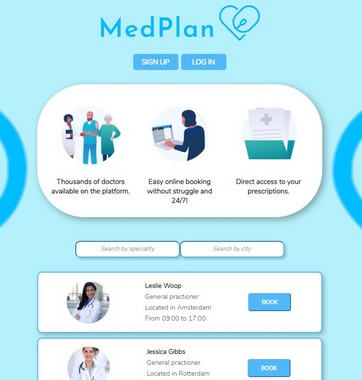 MedPlan
SIGN UP
LOG IN
Thousands of doctors
available on the platform.
Easy online booking
without struggle and
24/7!
Direct access to your
prescriptions.
Search by speciality
Search by city
Leslie Woop
General practioner
Located in Amsterdam
From 09:00 to 17:00
BOOK
Jessica Gibbs
General practioner
Located in Rotterdam
BOOK